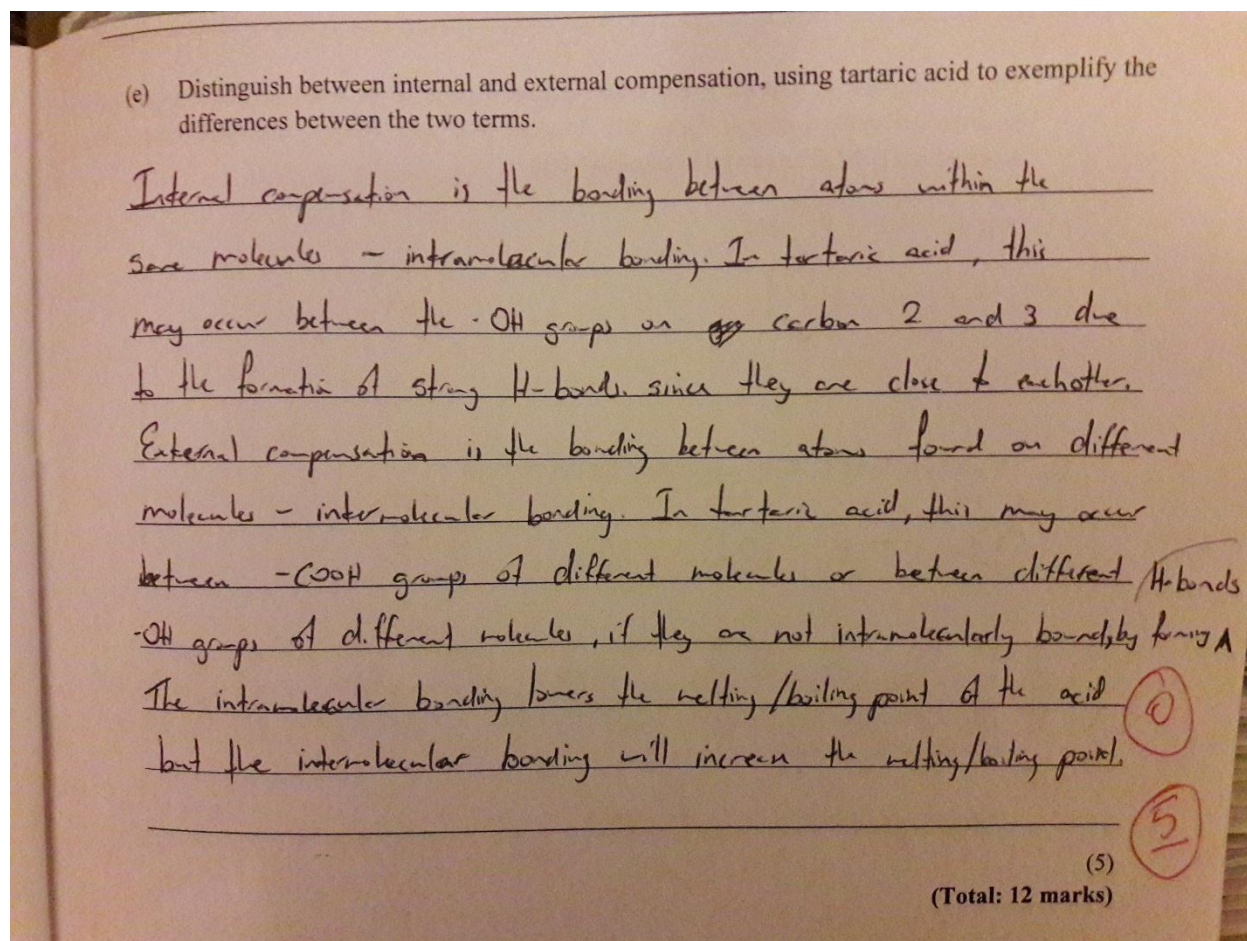 (e) Distinguish between internal and external compensation, using tartaric acid to exemplify the
differences between the two terms.
Internal compensation is the bonding between atoms within the
same molecules - intramolecular bonding. In tartaric acid, this
may occur between the -OH groups on carbon 2 and 3 due
to the formation of strong H-bonds. since they are close to eachother.
External compensation is the bonding between atoms found on different
molecules - intermolecular bonding. In tartaric acid, this may occur
between -COOH groups of different molecules or between different H-bonds
-OH groups of different molecules, if they are not intramolecularly bound, by forming ^
The intramolecular bonding lowers the melting/boiling point of the acid
0
but the intermolecular bonding will increase the melting/boiling point.
5
(5)
(Total: 12 marks)